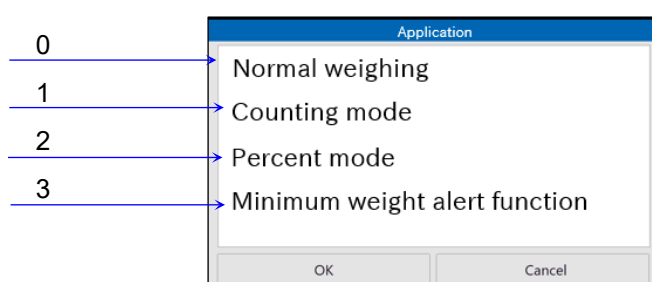 Application
0
Normal weighing
1
Counting mode
2
Percent mode
3
Minimum weight alert function
OK Cancel